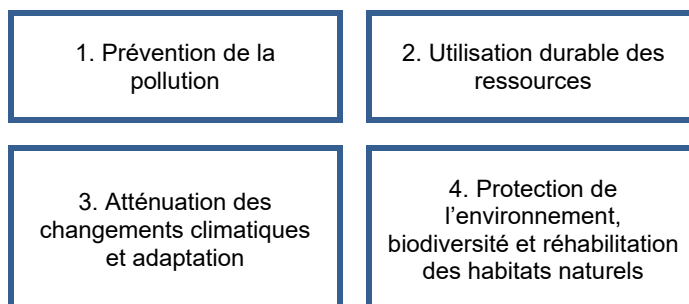 1. Prévention de la
pollution
2. Utilisation durable des
ressources
3. Atténuation des
changements climatiques
et adaptation
4. Protection de
l’environnement,
biodiversité et réhabilitation
des habitats naturels